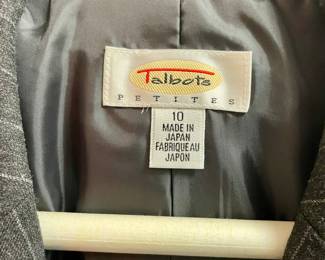 Talbots
PETITES
10
MADE IN
JAPAN
FABRIQUE AU
JAPON